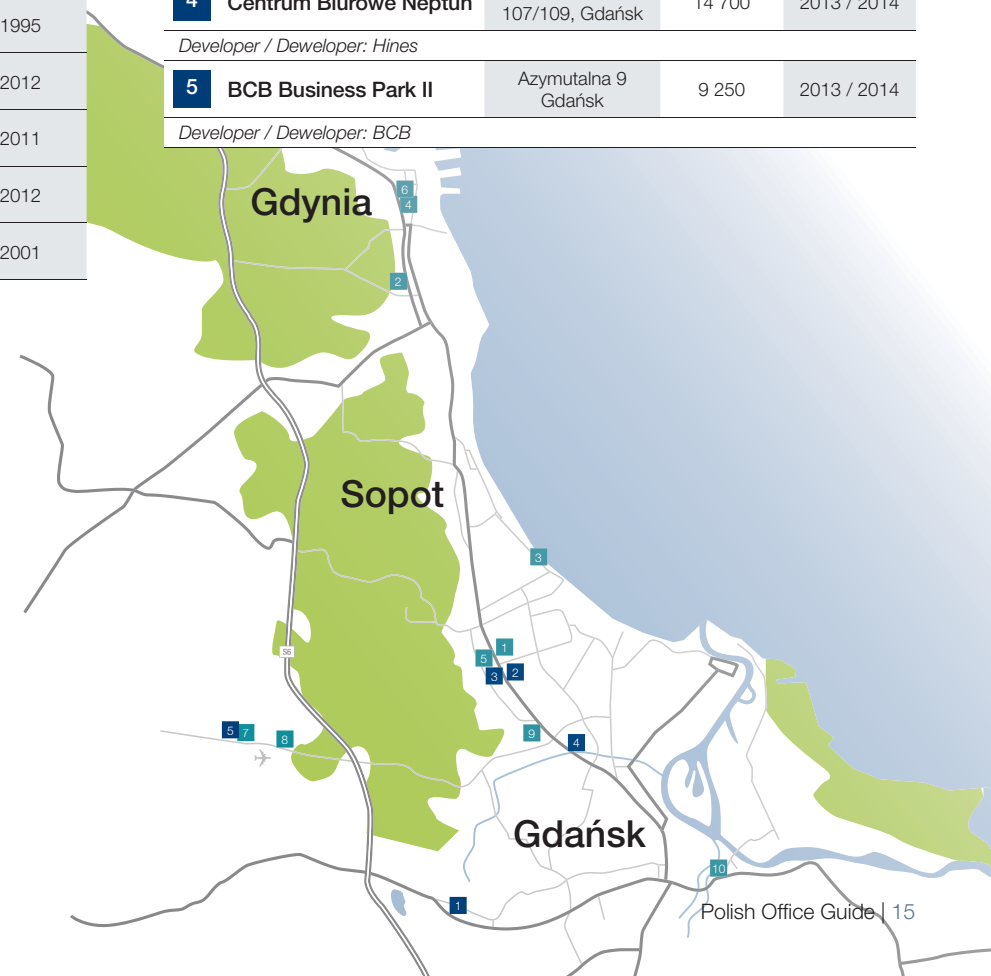 1995
2012
2011
2012
2001
4 Centrum Biurowe Neptun 107/109, Gdańsk 14 700 2013 / 2014
Developer / Deweloper: Hines
5 BCB Business Park II Azymutalna 9 Gdańsk 9 250 2013 / 2014
Developer / Deweloper: BCB
Gdynia
6
4
2
Sopot
3
S6
1
5
2
3
5
7
8
9
4
Gdańsk
10
1
Polish Office Guide | 15